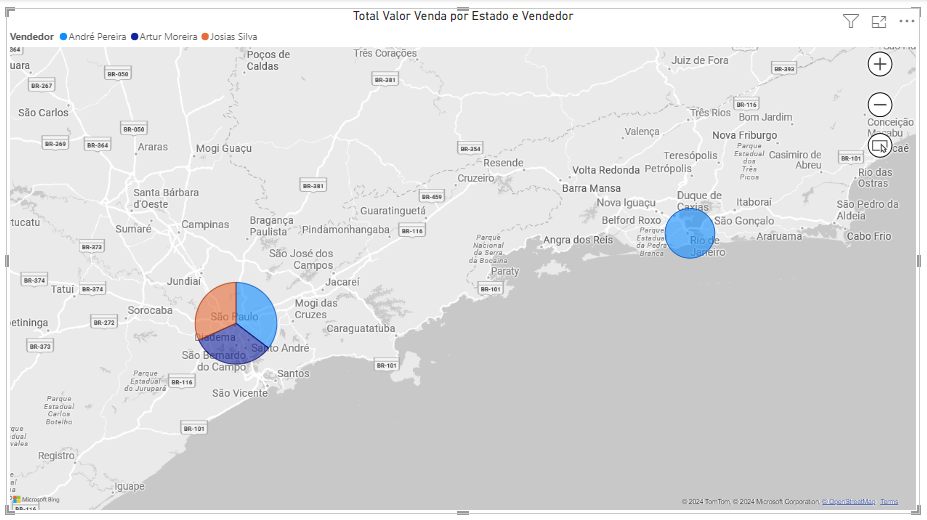 Total Valor Venda por Estado e Vendedor
Vendedor André Pereira Artur Moreira Josias Silva
Poços de
Caldas
Três Corações
Juiz de Fora
BR-050
BR-267
BR-381
BR-393
BR-116
São Carlos
Três Rios
Bom Jardim
Conceição
BR-050
Valença
Nova Friburgo
BR-369
BR-364
Araras
Mogi Guaçu
BR-354
Parque
Estadual
dos
Três
Picos
Teresópolis
Casimiro de
Abreu
BR-101
Resende
Volta Redonda
Petrópolis
Rio das
Ostras
Cruzeiro
BR-381
Barra Mansa
Santa Bárbara
d'Oeste
BR-459
Duque de
Caxias
Nova Iguaçu
Itaboraí
São Pedro da
Aldeia
Guaratinguetá
Campinas
Sumaré
Bragança
Paulista
Pindamonhangaba
BR-116
Belford Roxo
São Gonçalo
Angra dos Reis
Parque
Estadual
da Pedra
Branca
Rio de
Janeiro
Araruama
Cabo Frio
BR-373
Parque
Nacional
da Serra
da Bocaina
São José dos
Campos
Paraty
Jundiaí
Jacareí
BR-374
Tatuí
BR-374
BR-101
Mogi das
Cruzes
Sorocaba
São Paulo
BR-272
Caraguatatuba
Diadema
Santo André
BR-373
São Bernardo
do Campo
BR-101
Santos
Parque
Estadual
do Jurupará
BR-116
São Vicente
Parque
Estadual
Carlos
Botelho
BR-101
Registro
Iguape
Microsoft Bing
BR-116
© 2024 TomTom, © 2024 Microsoft Corporation, © OpenStreetMap Terms